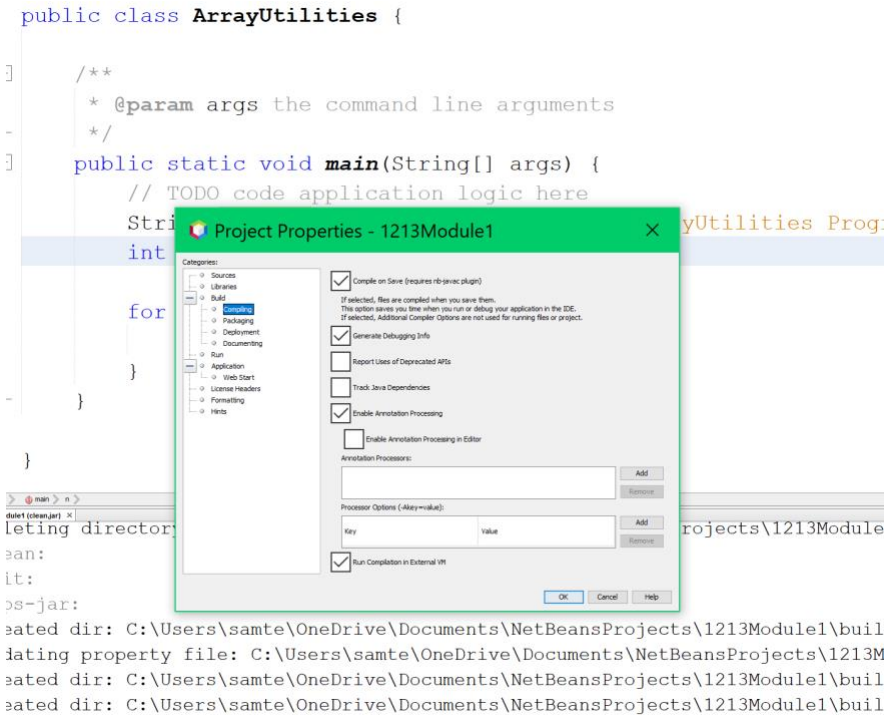 public class ArrayUtilities {
/**
* @param args the command line arguments
*/
public static void main(String[] args) {
// TODO code application logic here
Stri
yUtilities Prog
int
for
}
}
}
Project Properties - 1213Module1
Categories:
Sources
Libraries
Build
Compiling
Packaging
Deployment
Documenting
Run
Application
Web Start
License Headers
Formatting
Hints
Compile on Save (requires nb-javac plugin)
If selected, files are compiled when you save them.
This option saves you time when you run or debug your application in the IDE.
If selected, Additional Compiler Options are not used for running files or project.
Generate Debugging Info
Report Uses of Deprecated APIs
Track Java Dependencies
Enable Annotation Processing
Enable Annotation Processing in Editor
Annotation Processors:
Add
Remove
Processor Options (-Akey=value):
Key Value
Add
Remove
Run Compilation in External VM
OK Cancel Help
main n
dule1 (clean,jar) ×
leting director
rojects\1213Module
ean:
it:
ps-jar:
eated dir: C:\Users\samte\OneDrive\Documents\NetBeansProjects\1213Module1\buil
dating property file: C:\Users\samte\OneDrive\Documents\NetBeansProjects\1213M
eated dir: C:\Users\samte\OneDrive\Documents\NetBeansProjects\1213Module1\buil
eated dir: C:\Users\samte\OneDrive\Documents\NetBeansProjects\1213Module1\buil